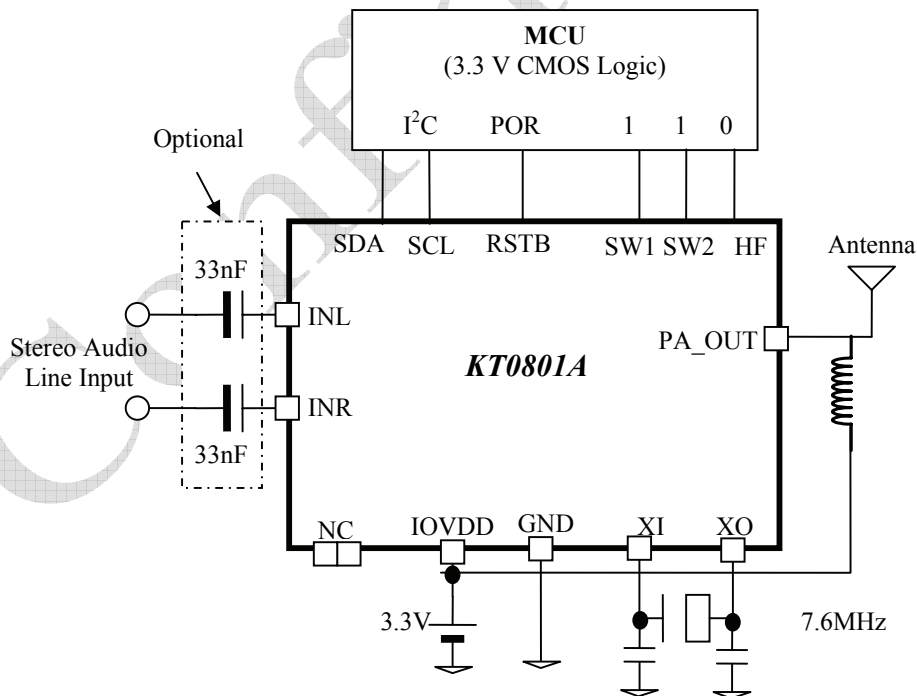 MCU
(3.3 V CMOS Logic)
I²C POR 1 1 0
Optional
SDA SCL RSTB SW1 SW2 HF
Antenna
33nF
INL
PA_OUT
Stereo Audio
Line Input
KT0801A
INR
33nF
NC IOVDD GND XI XO
3.3V
7.6MHz
Confi